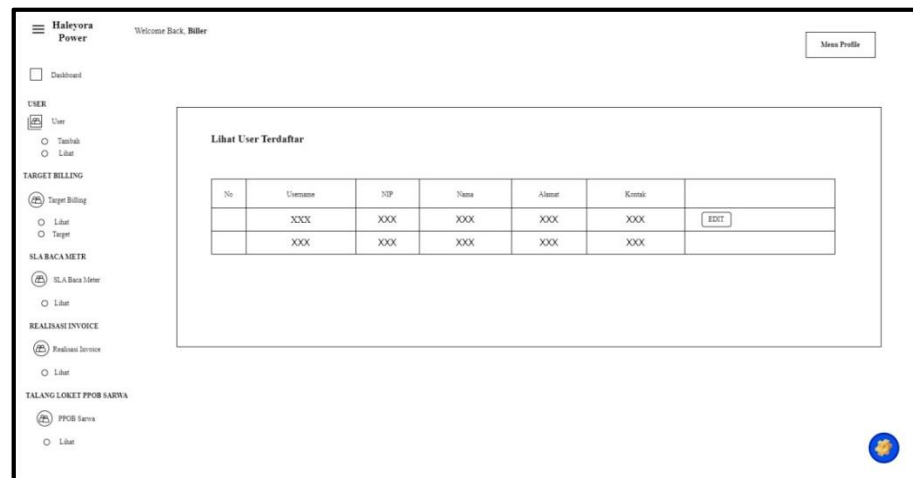 Haleyora
Power
Welcome Back, Biller
Menu Profile
Dashboard
USER
User
Tambah
Lihat
TARGET BILLING
Target Billing
Lihat
Target
SLA BACA METR
SLA Baca Meter
Lihat
REALISASI INVOICE
Realisasi Invoice
Lihat
TALANG LOKET PPOB SARWA
PPOB Sarwa
Lihat
Lihat User Terdaftar
No Username NIP Nama Alamat Kontak
XXX XXX XXX XXX XXX EDIT
XXX XXX XXX XXX XXX